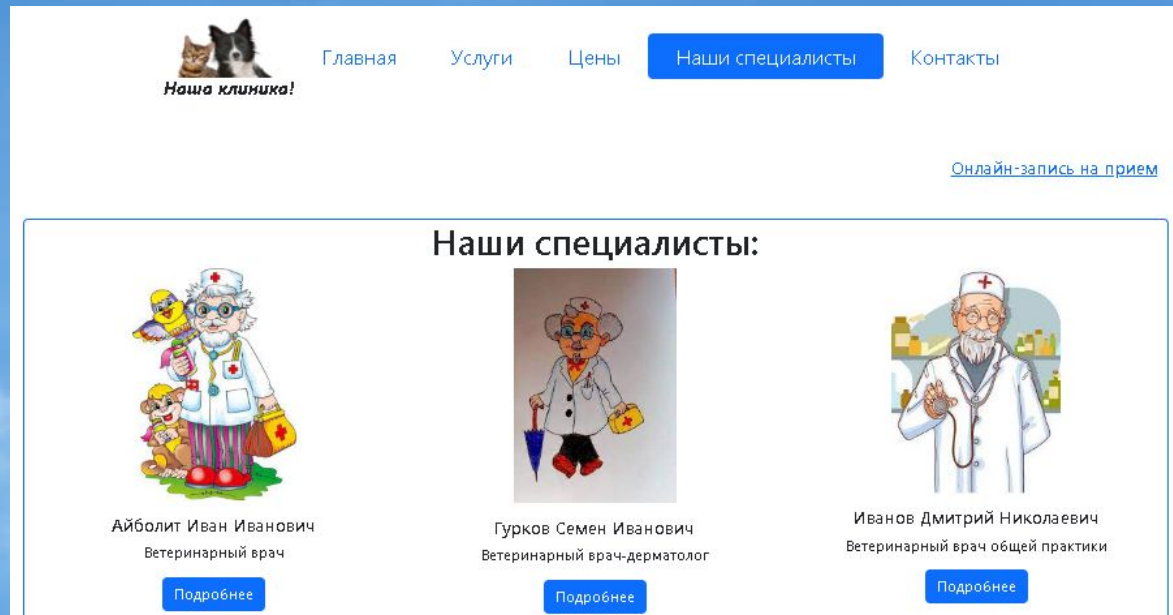 Главная Услуги Цены Наши специалисты Контакты
Наша клиника!
Онлайн-запись на прием
Наши специалисты:
Айболит Иван Иванович
Ветеринарный врач
Подробнее
Гурков Семен Иванович
Ветеринарный врач-дерматолог
Подробнее
Иванов Дмитрий Николаевич
Ветеринарный врач общей практики
Подробнее